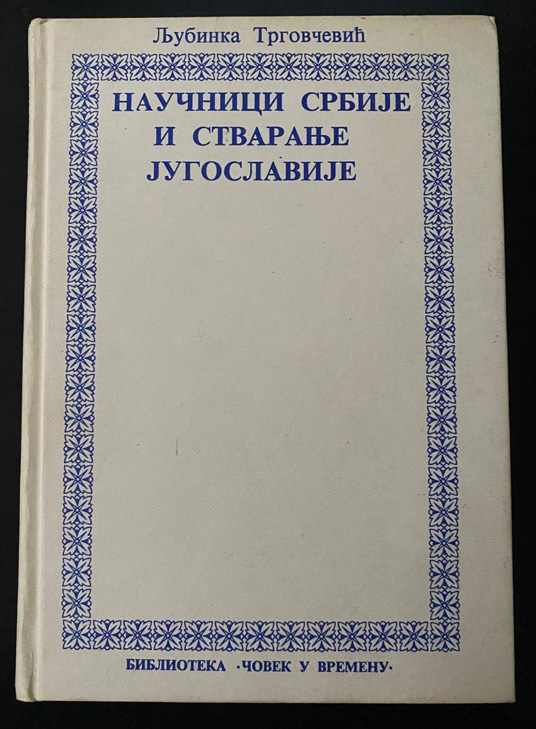 Љубинка Трговчевић
НАУЧНИЦИ СРБИЈЕ
И СТВАРАЊЕ
ЈУГОСЛАВИЈЕ
БИБЛИОТЕКА ·ЧОВЕК У ВРЕМЕНУ·